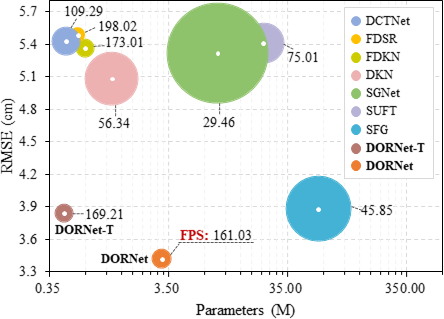 5.7
5.4
5.1
4.8
4.5
4.2
3.9
3.6
3.3
RMSE (cm)
109.29
198.02
173.01
56.34
29.46
75.01
45.85
169.21
DORNet-T
DORNet
FPS: 161.03
DCTNet
FDSR
FDKN
DKN
SGNet
SUFT
SFG
DORNet-T
DORNet
0.35 3.50 35.00 350.00
Parameters (M)